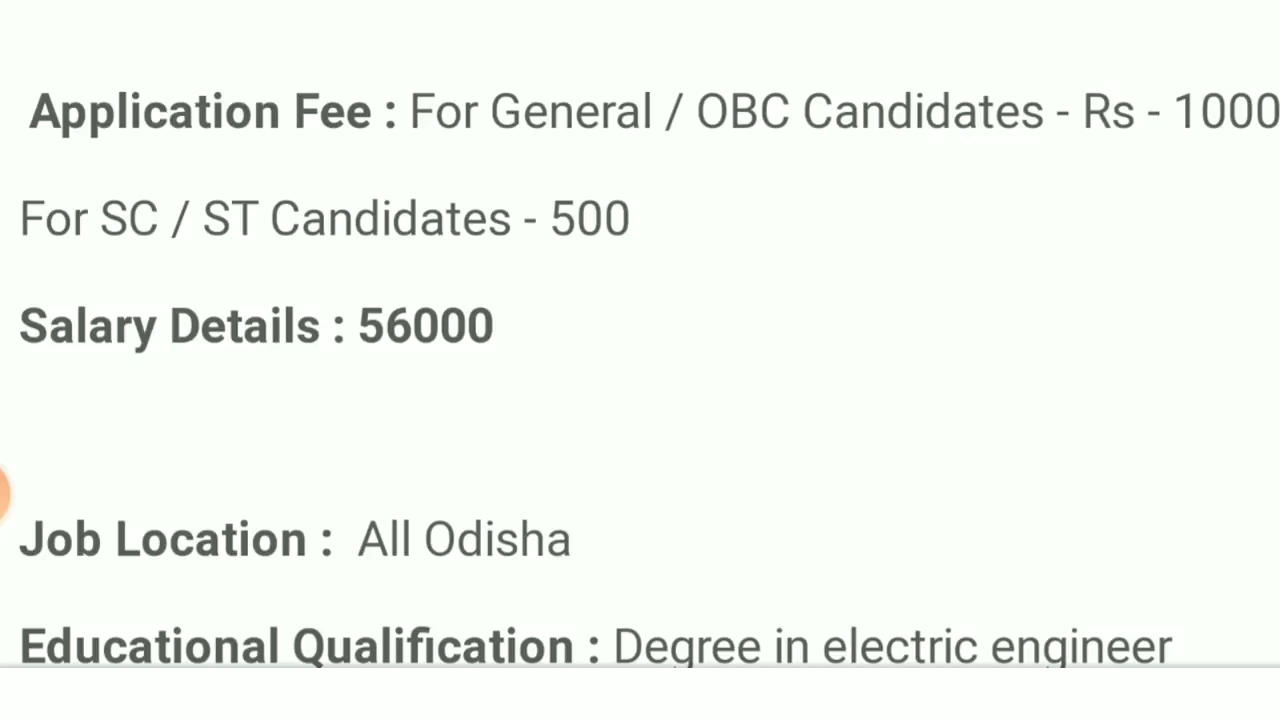 Application Fee : For General / OBC Candidates - Rs - 1000
For SC / ST Candidates - 500
Salary Details : 56000
Job Location : All Odisha
Educational Qualification : Degree in electric engineer